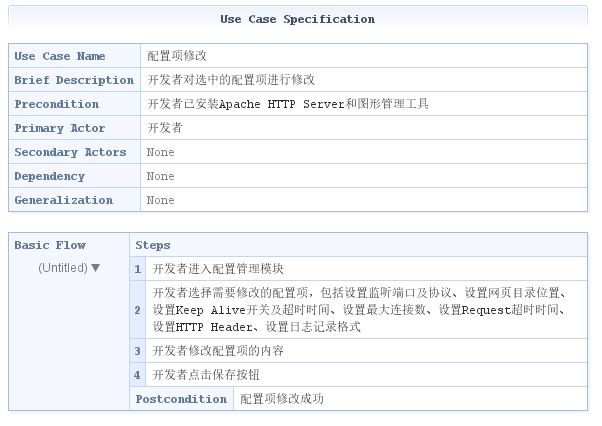 Use Case Specification
Use Case Name 配置项修改
Brief Description 开发者对选中的配置项进行修改
Precondition 开发者已安装Apache HTTP Server和图形管理工具
Primary Actor 开发者
Secondary Actors None
Dependency None
Generalization None
Basic Flow Steps
(Untitled) ▼
1 开发者进入配置管理模块
开发者选择需要修改的配置项，包括设置监听端口及协议、设置网页目录位置、
2 设置Keep Alive开关及超时时间、设置最大连接数、设置Request超时时间、
设置HTTP Header、设置日志记录格式
3 开发者修改配置项的内容
4 开发者点击保存按钮
Postcondition 配置项修改成功